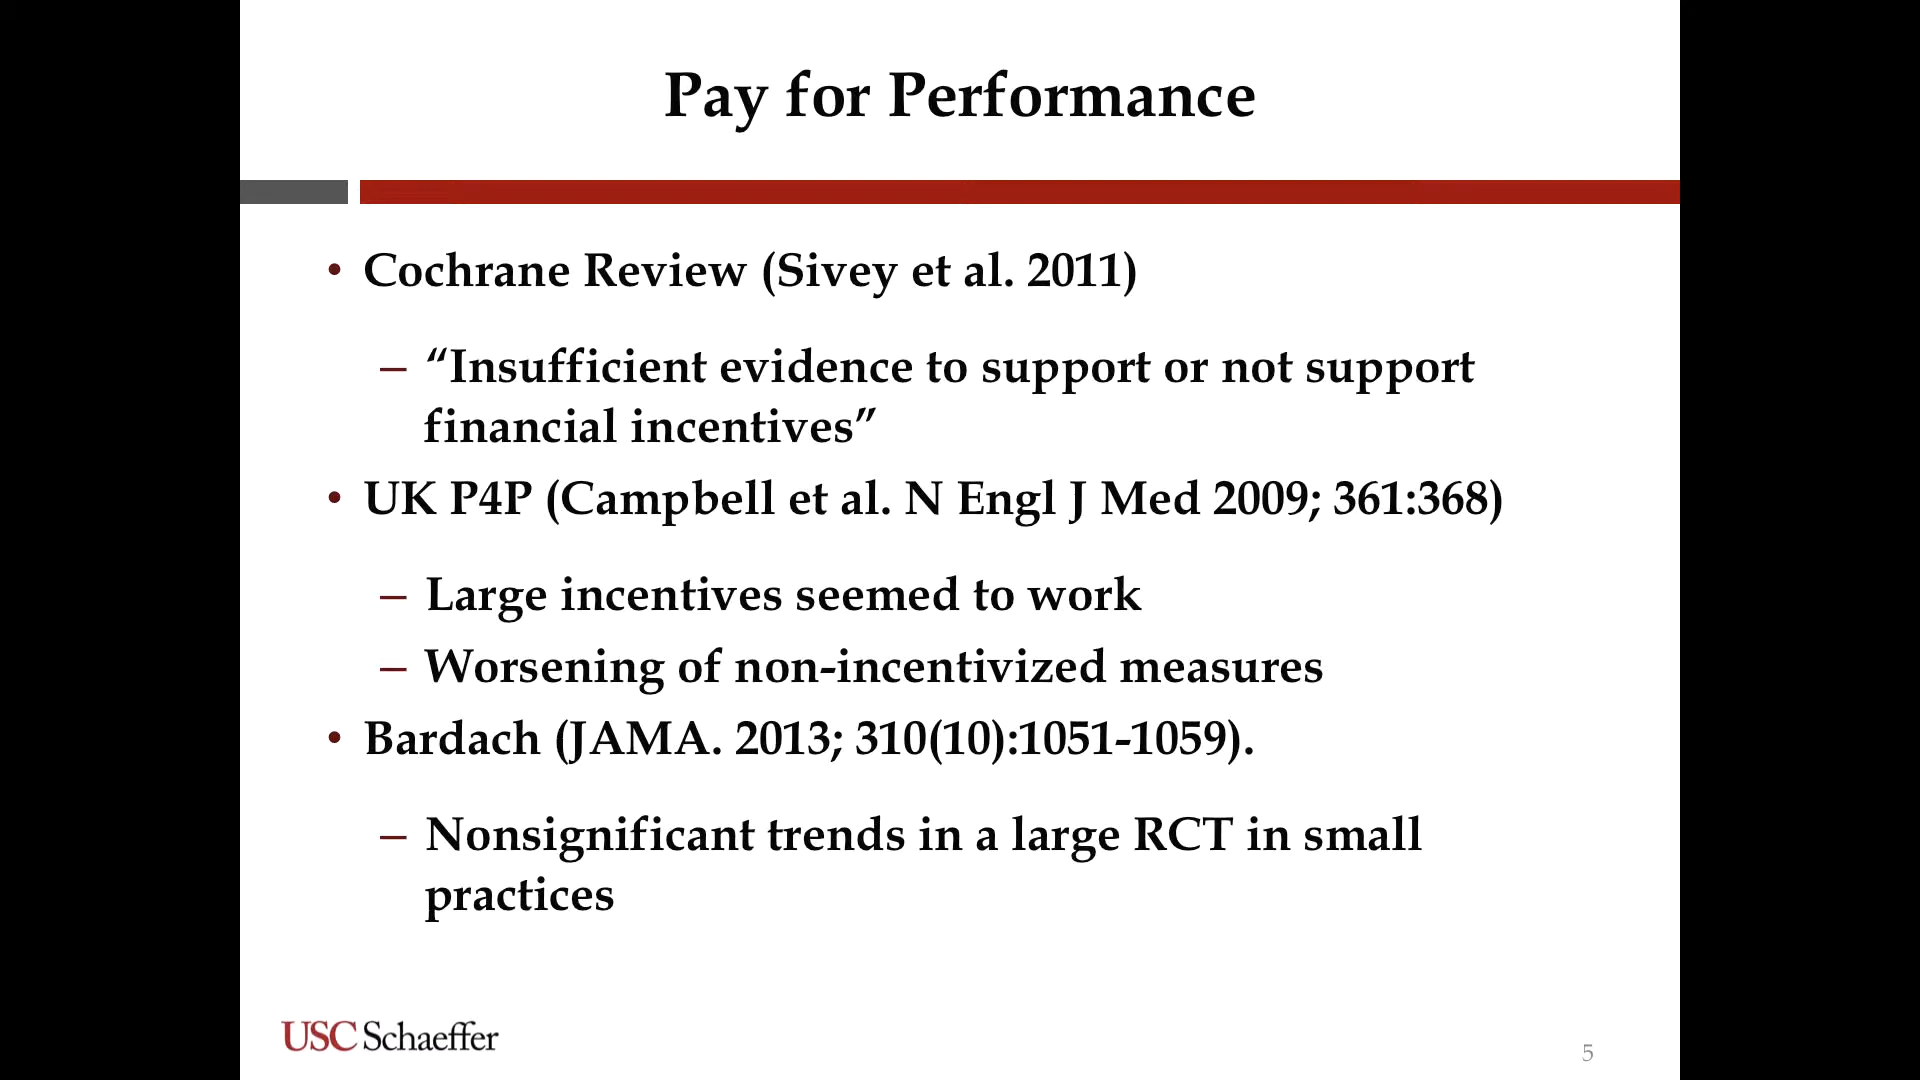 Pay for Performance
• Cochrane Review (Sivey et al. 2011)
– “Insufficient evidence to support or not support
financial incentives”
• UK P4P (Campbell et al. N Engl J Med 2009; 361:368)
– Large incentives seemed to work
– Worsening of non-incentivized measures
• Bardach (JAMA. 2013; 310(10):1051-1059).
– Nonsignificant trends in a large RCT in small
practices
USC Schaeffer
5